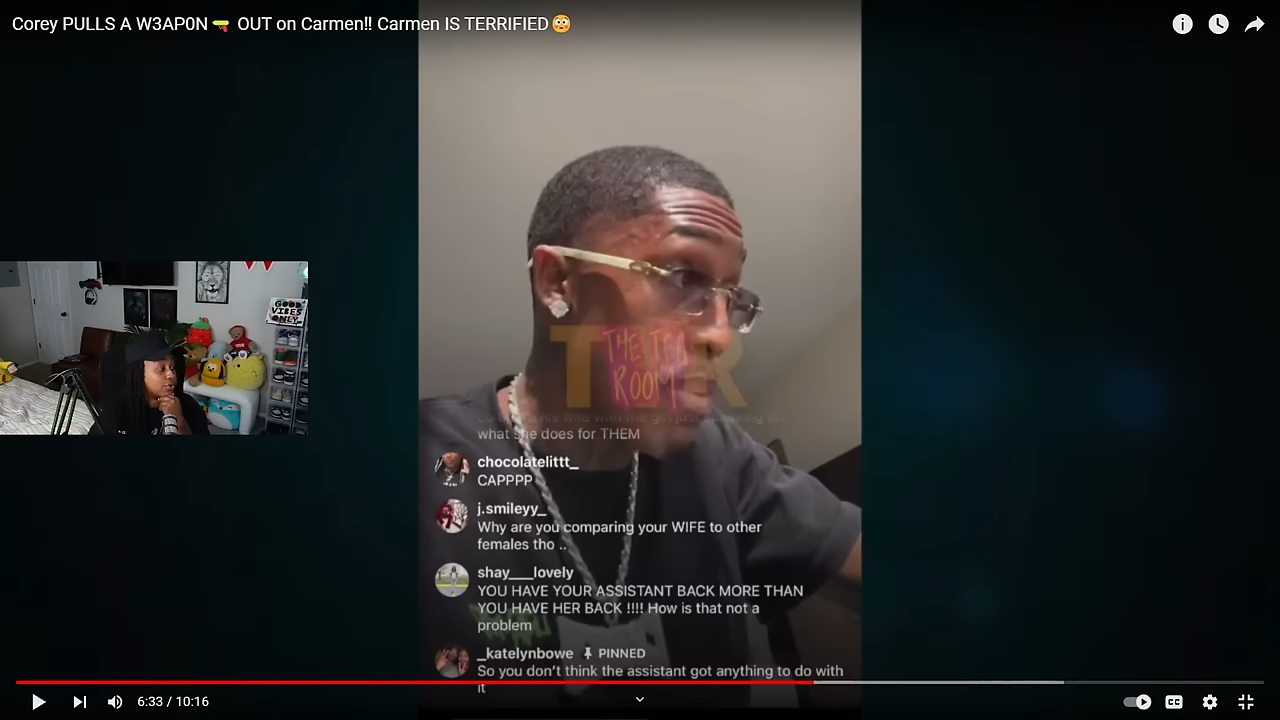 Corey PULLS A W3AP0N🔫 OUT on Carmen!! Carmen IS TERRIFIED😳
GOOD
VIBES
ONLY
THE TEA
ROOM
what she does for THEM
chocolatelittt_
CAPPPP
j.smileyy_
Why are you comparing your WIFE to other
females tho ..
shay___lovely
YOU HAVE YOUR ASSISTANT BACK MORE THAN
YOU HAVE HER BACK !!!! How is that not a
problem
_katelynbowe PINNED
So you don’t think the assistant got anything to do with
it
6:33 / 10:16
CC